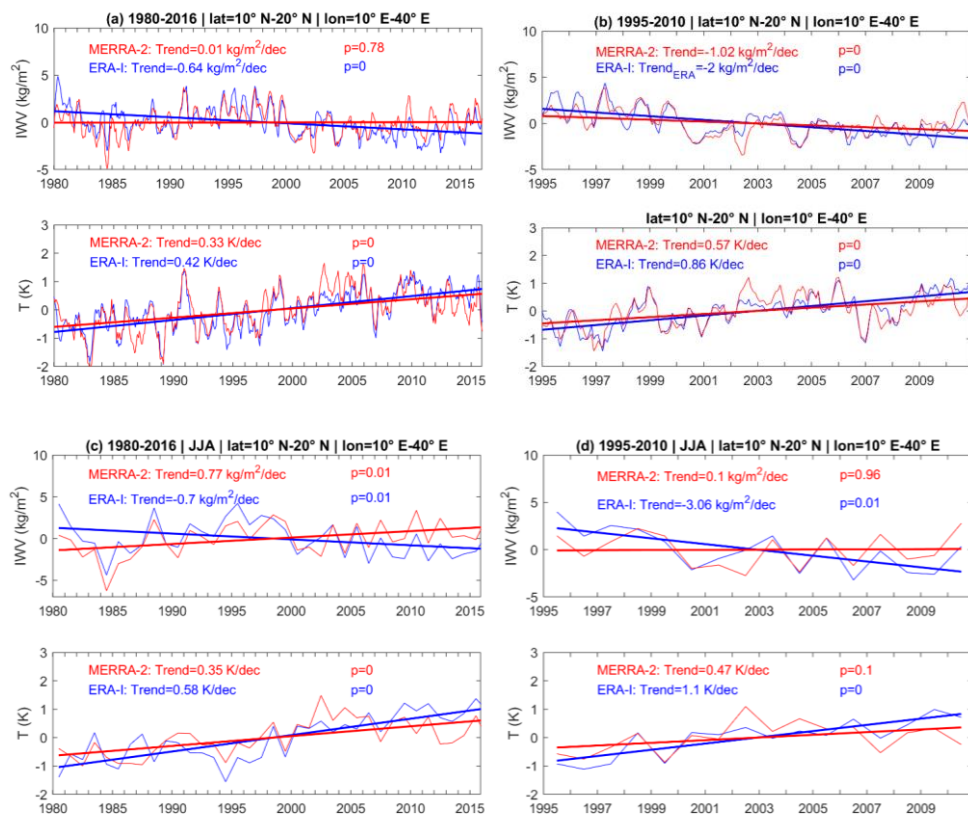 (a) 1980-2016 | lat=10° N-20° N | lon=10° E-40° E
10
5
0
-5
IWV (kg/m²)
MERRA-2: Trend=0.01 kg/m²/dec p=0.78
ERA-I: Trend=-0.64 kg/m²/dec p=0
1980 1985 1990 1995 2000 2005 2010 2015
3
2
1
0
-1
-2
T (K)
MERRA-2: Trend=0.33 K/dec p=0
ERA-I: Trend=0.42 K/dec p=0
1980 1985 1990 1995 2000 2005 2010 2015
(b) 1995-2010 | lat=10° N-20° N | lon=10° E-40° E
10
5
0
-5
IWV (kg/m²)
MERRA-2: Trend=-1.02 kg/m²/dec p=0
ERA-I: Trend_ERA=-2 kg/m²/dec p=0
1995 1997 1999 2001 2003 2005 2007 2009
lat=10° N-20° N | lon=10° E-40° E
3
2
1
0
-1
-2
T (K)
MERRA-2: Trend=0.57 K/dec p=0
ERA-I: Trend=0.86 K/dec p=0
1995 1997 1999 2001 2003 2005 2007 2009
(c) 1980-2016 | JJA | lat=10° N-20° N | lon=10° E-40° E
10
5
0
-5
IWV (kg/m²)
MERRA-2: Trend=0.77 kg/m²/dec p=0.01
ERA-I: Trend=-0.7 kg/m²/dec p=0.01
1980 1985 1990 1995 2000 2005 2010 2015
3
2
1
0
-1
-2
T (K)
MERRA-2: Trend=0.35 K/dec p=0
ERA-I: Trend=0.58 K/dec p=0
1980 1985 1990 1995 2000 2005 2010 2015
(d) 1995-2010 | JJA | lat=10° N-20° N | lon=10° E-40° E
10
5
0
-5
IWV (kg/m²)
MERRA-2: Trend=0.1 kg/m²/dec p=0.96
ERA-I: Trend=-3.06 kg/m²/dec p=0.01
1995 1997 1999 2001 2003 2005 2007 2009
3
2
1
0
-1
-2
T (K)
MERRA-2: Trend=0.47 K/dec p=0.1
ERA-I: Trend=1.1 K/dec p=0
1995 1997 1999 2001 2003 2005 2007 2009